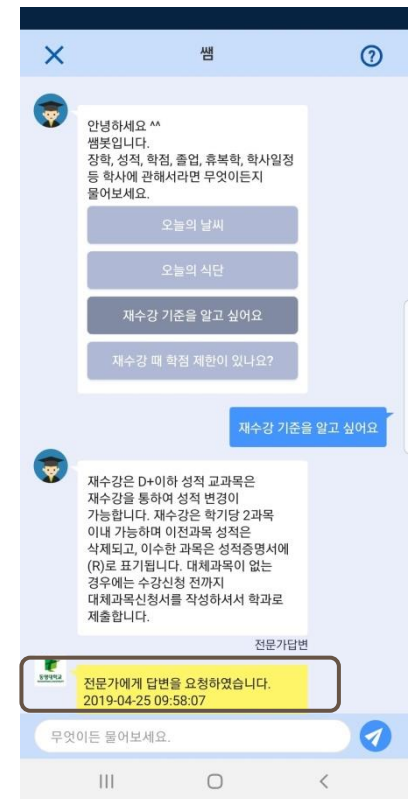 쌤
안녕하세요 ^^
쌤봇입니다.
장학, 성적, 학점, 졸업, 휴복학, 학사일정
등 학사에 관해서라면 무엇이든지
물어보세요.
오늘의 날씨
오늘의 식단
재수강 기준을 알고 싶어요
재수강 때 학점 제한이 있나요?
재수강 기준을 알고 싶어요
재수강은 D+이하 성적 교과목은
재수강을 통하여 성적 변경이
가능합니다. 재수강은 학기당 2과목
이내 가능하며 이전과목 성적은
삭제되고, 이수한 과목은 성적증명서에
(R)로 표기됩니다. 대체과목이 없는
경우에는 수강신청 전까지
대체과목신청서를 작성하셔서 학과로
제출합니다.
전문가답변
전문가에게 답변을 요청하였습니다.
2019-04-25 09:58:07
무엇이든 물어보세요.